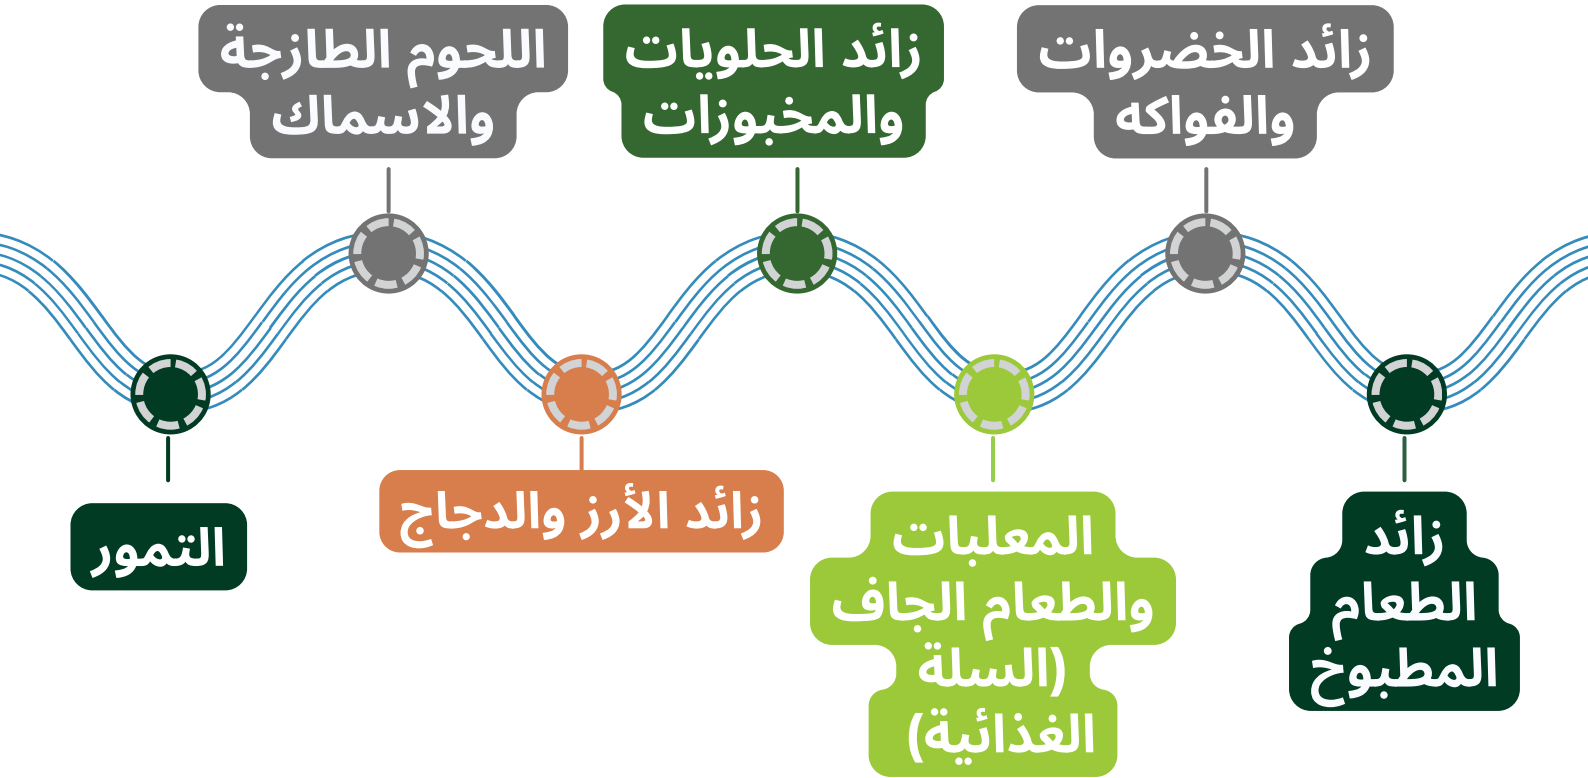 زائد
الطعام
المطبوخ
زائد الخضروات
والفواكه
المعلبات
والطعام الجاف
(السلة
الغذائية)
زائد الحلويات
والمخبوزات
زائد الأرز والدجاج
اللحوم الطازجة
والاسماك
التمور